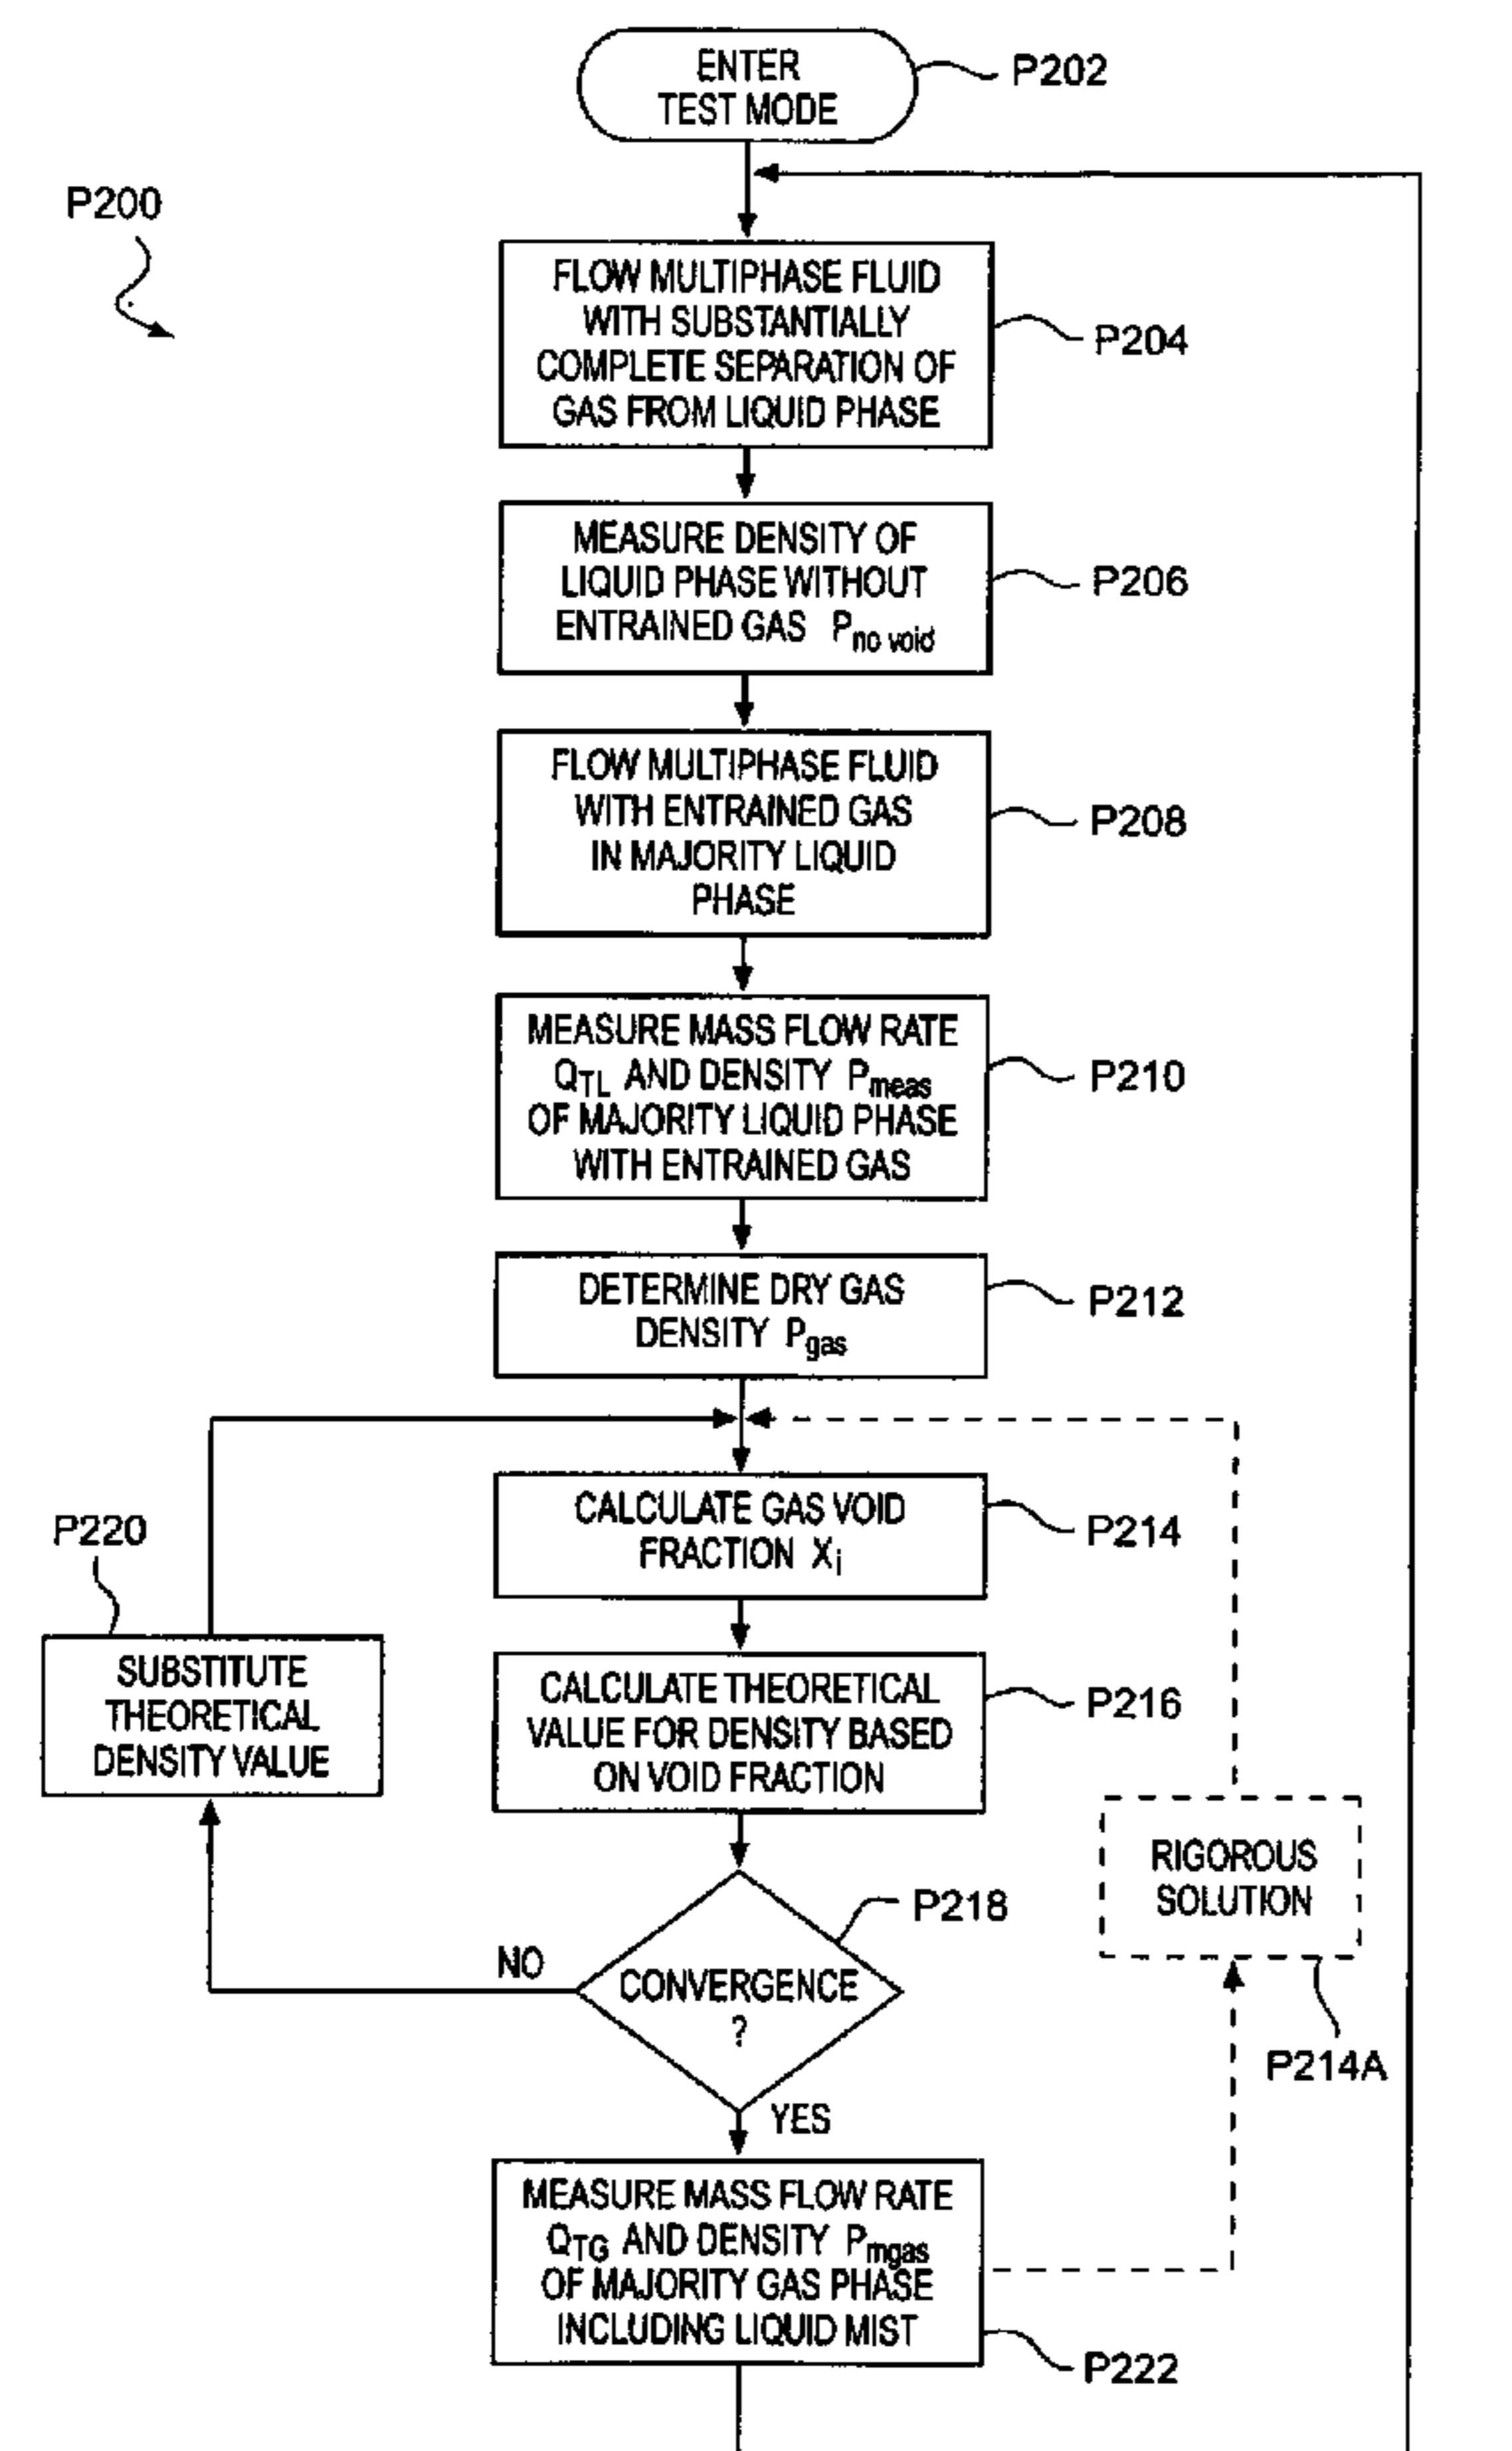 ENTER
TEST MODE
P202
P200
FLOW MULTIPHASE FLUID
WITH SUBSTANTIALLY
COMPLETE SEPARATION OF
GAS FROM LIQUID PHASE
P204
MEASURE DENSITY OF
LIQUID PHASE WITHOUT
ENTRAINED GAS P no void
P206
FLOW MULTIPHASE FLUID
WITH ENTRAINED GAS
IN MAJORITY LIQUID
PHASE
P208
MEASURE MASS FLOW RATE
QTL AND DENSITY Pmeas
OF MAJORITY LIQUID PHASE
WITH ENTRAINED GAS
P210
DETERMINE DRY GAS
DENSITY Pgas
P212
CALCULATE GAS VOID
FRACTION Xi
P214
P220
SUBSTITUTE
THEORETICAL
DENSITY VALUE
CALCULATE THEORETICAL
VALUE FOR DENSITY BASED
ON VOID FRACTION
P216
RIGOROUS
SOLUTION
P214A
P218
NO
CONVERGENCE
?
YES
MEASURE MASS FLOW RATE
QTG AND DENSITY Pmgas
OF MAJORITY GAS PHASE
INCLUDING LIQUID MIST
P222